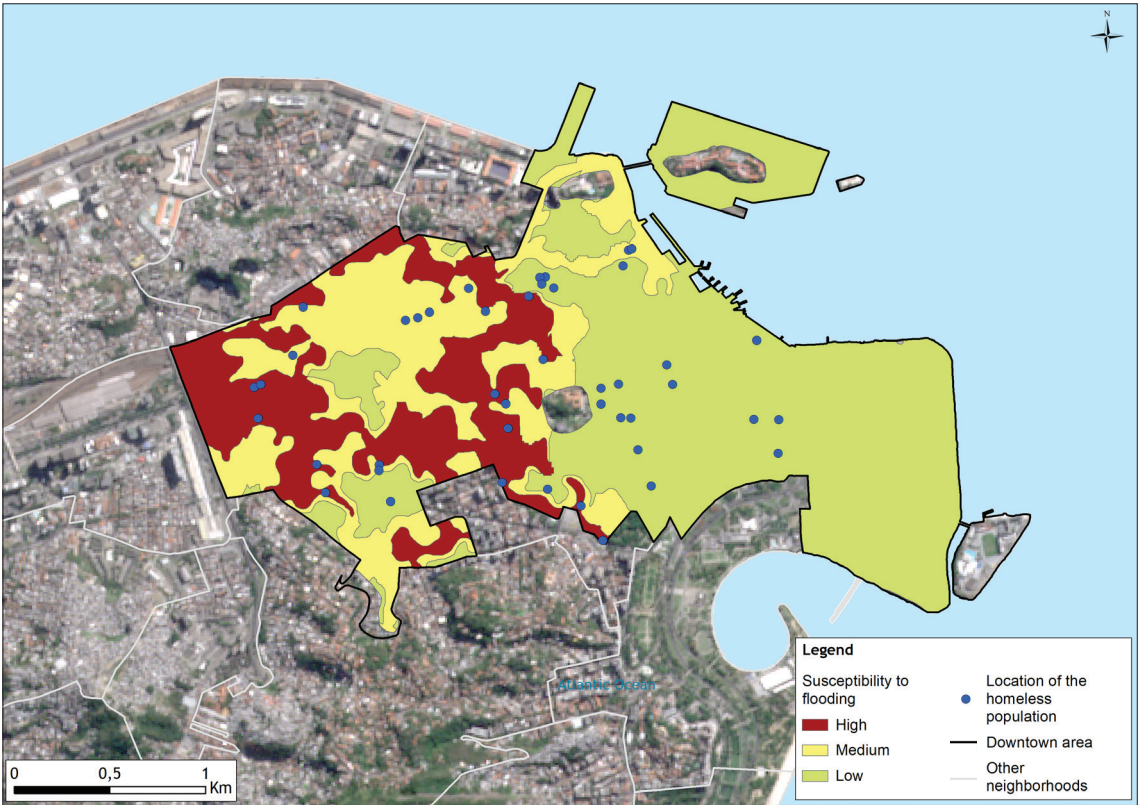 N
Atlantic Ocean
Legend
Susceptibility to
flooding
High
Medium
Low
Location of the
homeless
population
Downtown area
Other
neighborhoods
0 0,5 1
Km